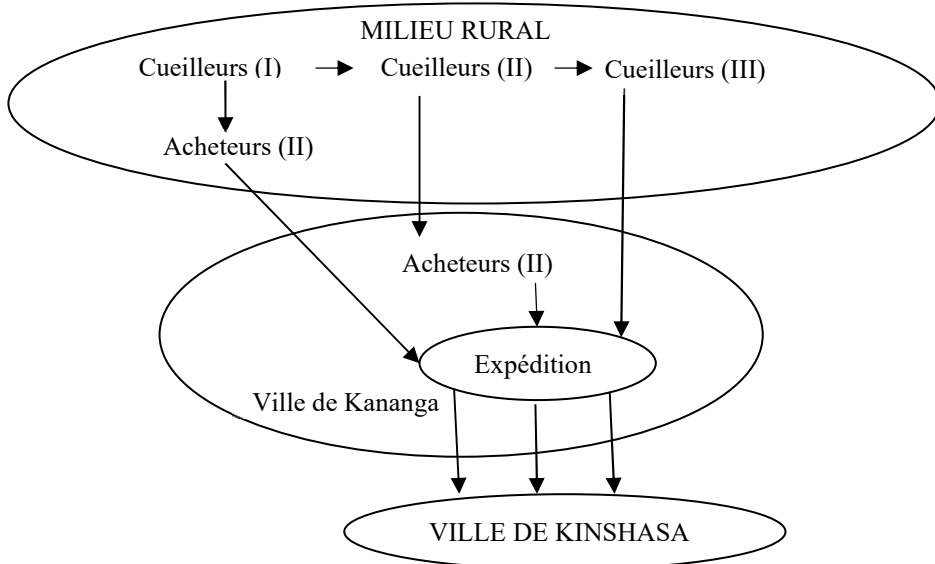 MILIEU RURAL
Cueilleurs (I) Cueilleurs (II) Cueilleurs (III)
Acheteurs (II)
Acheteurs (II)
Expédition
Ville de Kananga
VILLE DE KINSHASA